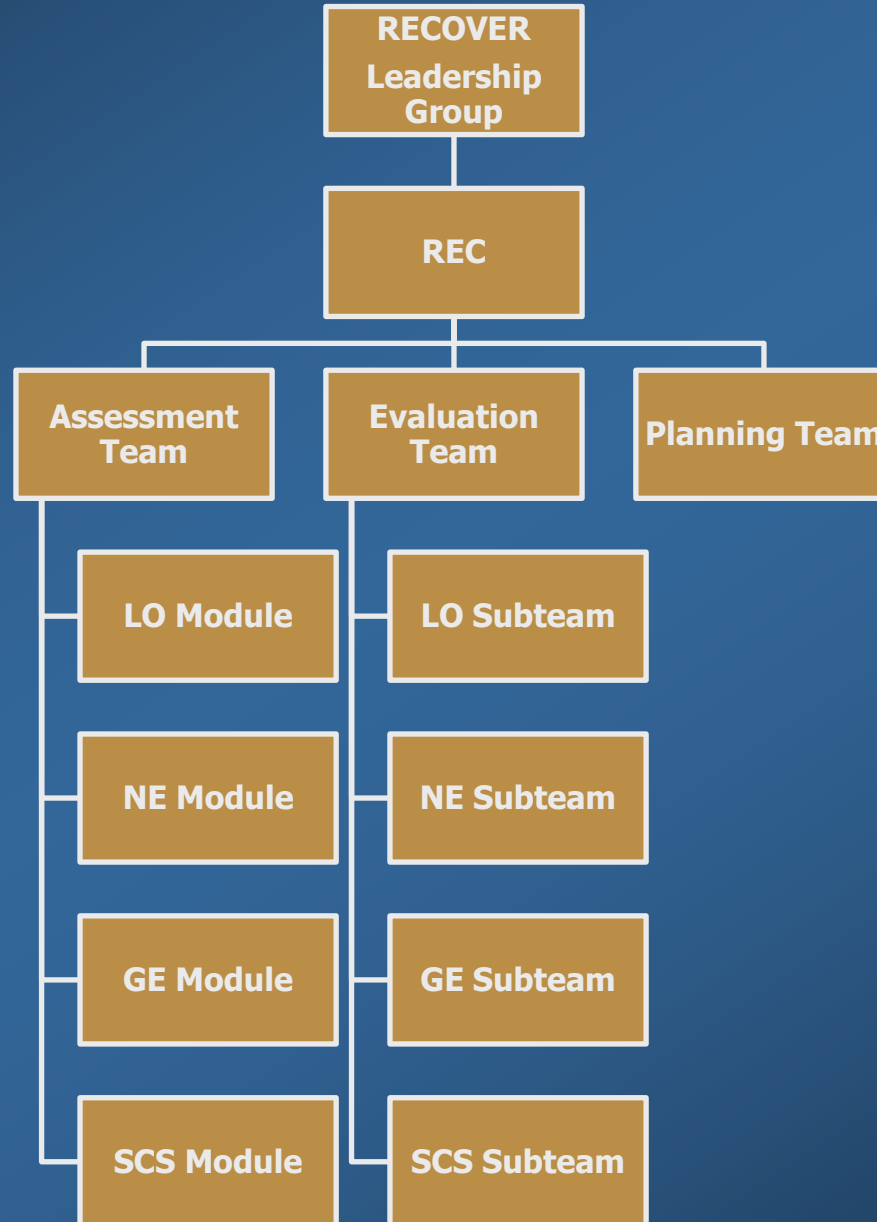 RECOVER
Leadership
Group
REC
Assessment
Team
Evaluation
Team
Planning Team
LO Module
LO Subteam
NE Module
NE Subteam
GE Module
GE Subteam
SCS Module
SCS Subteam